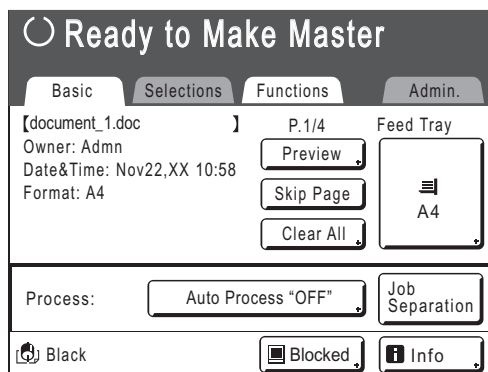 Ready to Make Master
Basic Selections Functions Admin.
【document_1.doc 】 P.1/4 Feed Tray
Owner: Admn Preview
Date&Time: Nov22,XX 10:58
Format: A4 Skip Page A4
Clear All
Process: Auto Process “OFF” Job
Separation
Black Blocked Info